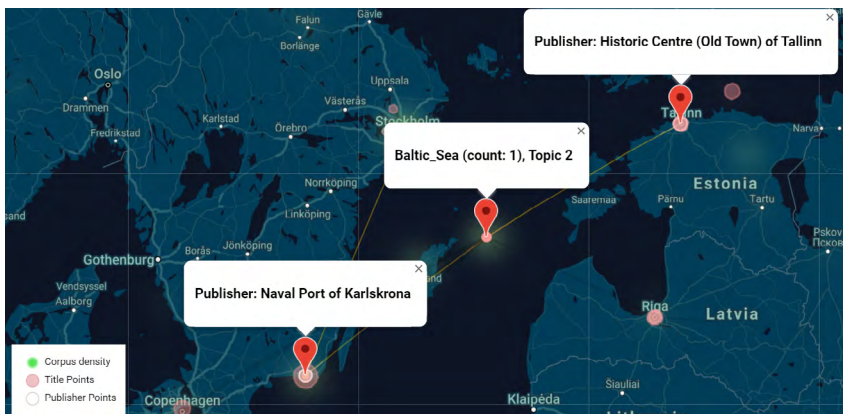 Gävle
Falun
Borlänge
Publisher: Historic Centre (Old Town) of Tallinn
Oslo
Uppsala
Drammen
Västerås
Karlstad
Stockholm
Tallinn
Fredrikstad
Örebro
Narva
Baltic_Sea (count: 1), Topic 2
Estonia
Norrköping
Saaremaa
Pärnu
Tartu
Linköping
sand
Pskov
Псков
Gothenburg
Borås
Jönköping
Publisher: Naval Port of Karlskrona
and
Vendsyssel
Aalborg
Riga
Latvia
Corpus density
Title Points
Publisher Points
Copenhagen
Klaipėda
Šiauliai